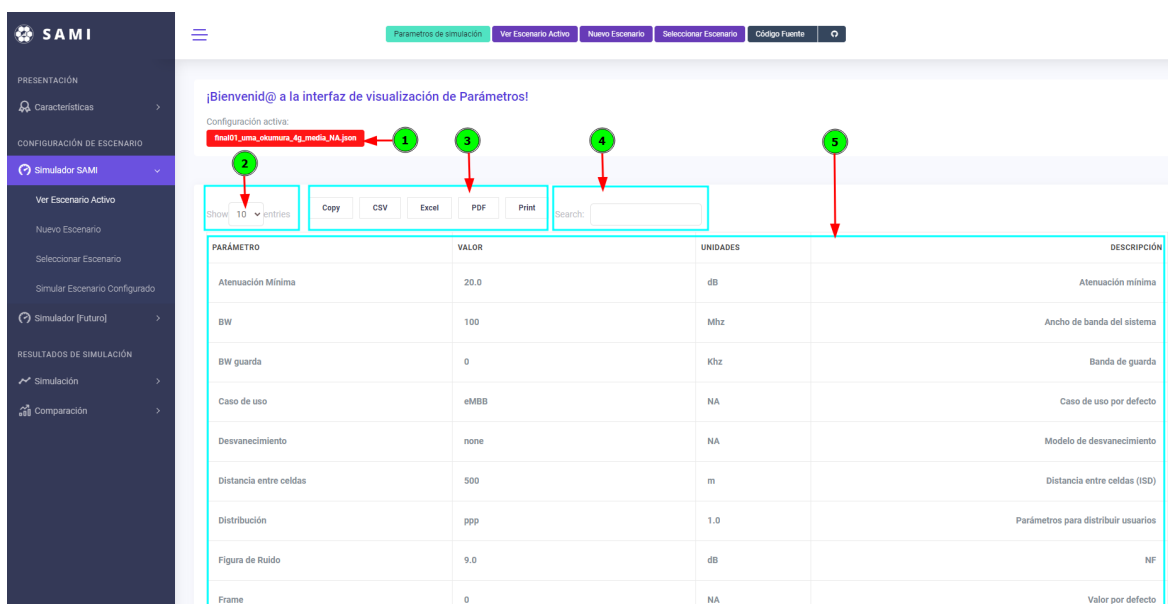 SAMI
Parametros de simulación Ver Escenario Activo Nuevo Escenario Seleccionar Escenario Código Fuente
PRESENTACIÓN
Características
CONFIGURACIÓN DE ESCENARIO
Simulador SAMI
Ver Escenario Activo
Nuevo Escenario
Seleccionar Escenario
Simular Escenario Configurado
Simulador [Futuro]
RESULTADOS DE SIMULACIÓN
Simulación
Comparación
¡Bienvenid@ a la interfaz de visualización de Parámetros!
Configuración activa:
final01_uma_okumura_4g_media_NA.json
1
2
3
4
5
Show 10 entries Copy CSV Excel PDF Print Search:
PARÁMETRO VALOR UNIDADES DESCRIPCIÓN
Atenuación Mínima 20.0 dB Atenuación mínima
BW 100 Mhz Ancho de banda del sistema
BW guarda 0 Khz Banda de guarda
Caso de uso eMBB NA Caso de uso por defecto
Desvanecimiento none NA Modelo de desvanecimiento
Distancia entre celdas 500 m Distancia entre celdas (ISD)
Distribución ppp 1.0 Parámetros para distribuir usuarios
Figura de Ruido 9.0 dB NF
Frame 0 NA Valor por defecto